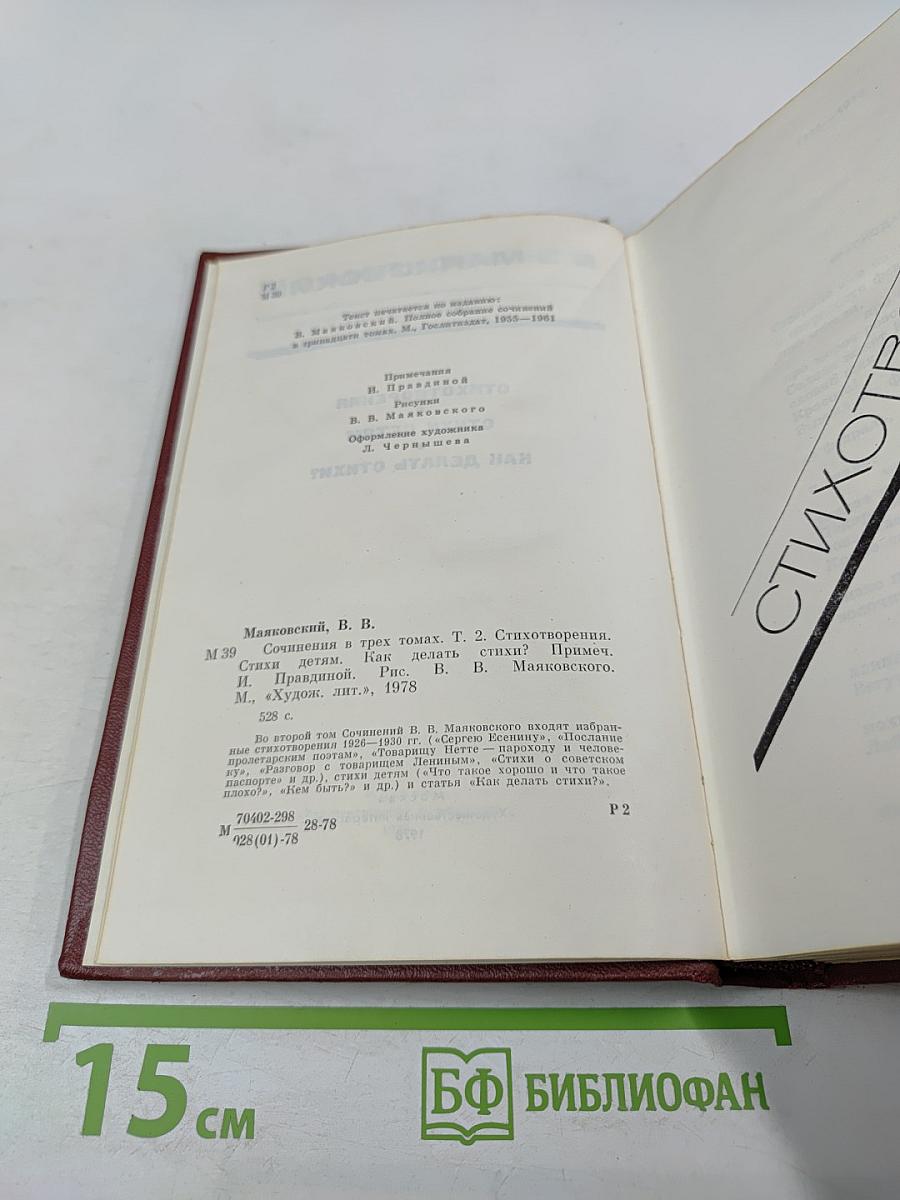 Р2
М39
Текст печатается по изданию:
В. Маяковский. Полное собрание сочинений
в тринадцати томах. М., Гослитиздат, 1955—1961
Примечания
И. Правдиной
Рисунки
В. В. Маяковского
Оформление художника
Л. Чернышева
Маяковский, В. В.
М 39 Сочинения в трех томах. Т. 2. Стихотворения.
Стихи детям. Как делать стихи? Примеч.
И. Правдиной. Рис. В. В. Маяковского.
М., «Худож. лит.», 1978
528 с.
Во второй том Сочинений В. В. Маяковского входят избран-
ные стихотворения 1926—1930 гг. («Сергею Есенину», «Послание
пролетарским поэтам», «Товарищу Нетте — пароходу и челове-
ку», «Разговор с товарищем Лениным», «Стихи о советском
паспорте» и др.), стихи детям («Что такое хорошо и что такое
плохо?», «Кем быть?» и др.) и статья «Как делать стихи?».
М 70402-298 28-78 Р 2
028(01)-78
СТИХОТВ
15 см
БФ БИБЛИОФАН